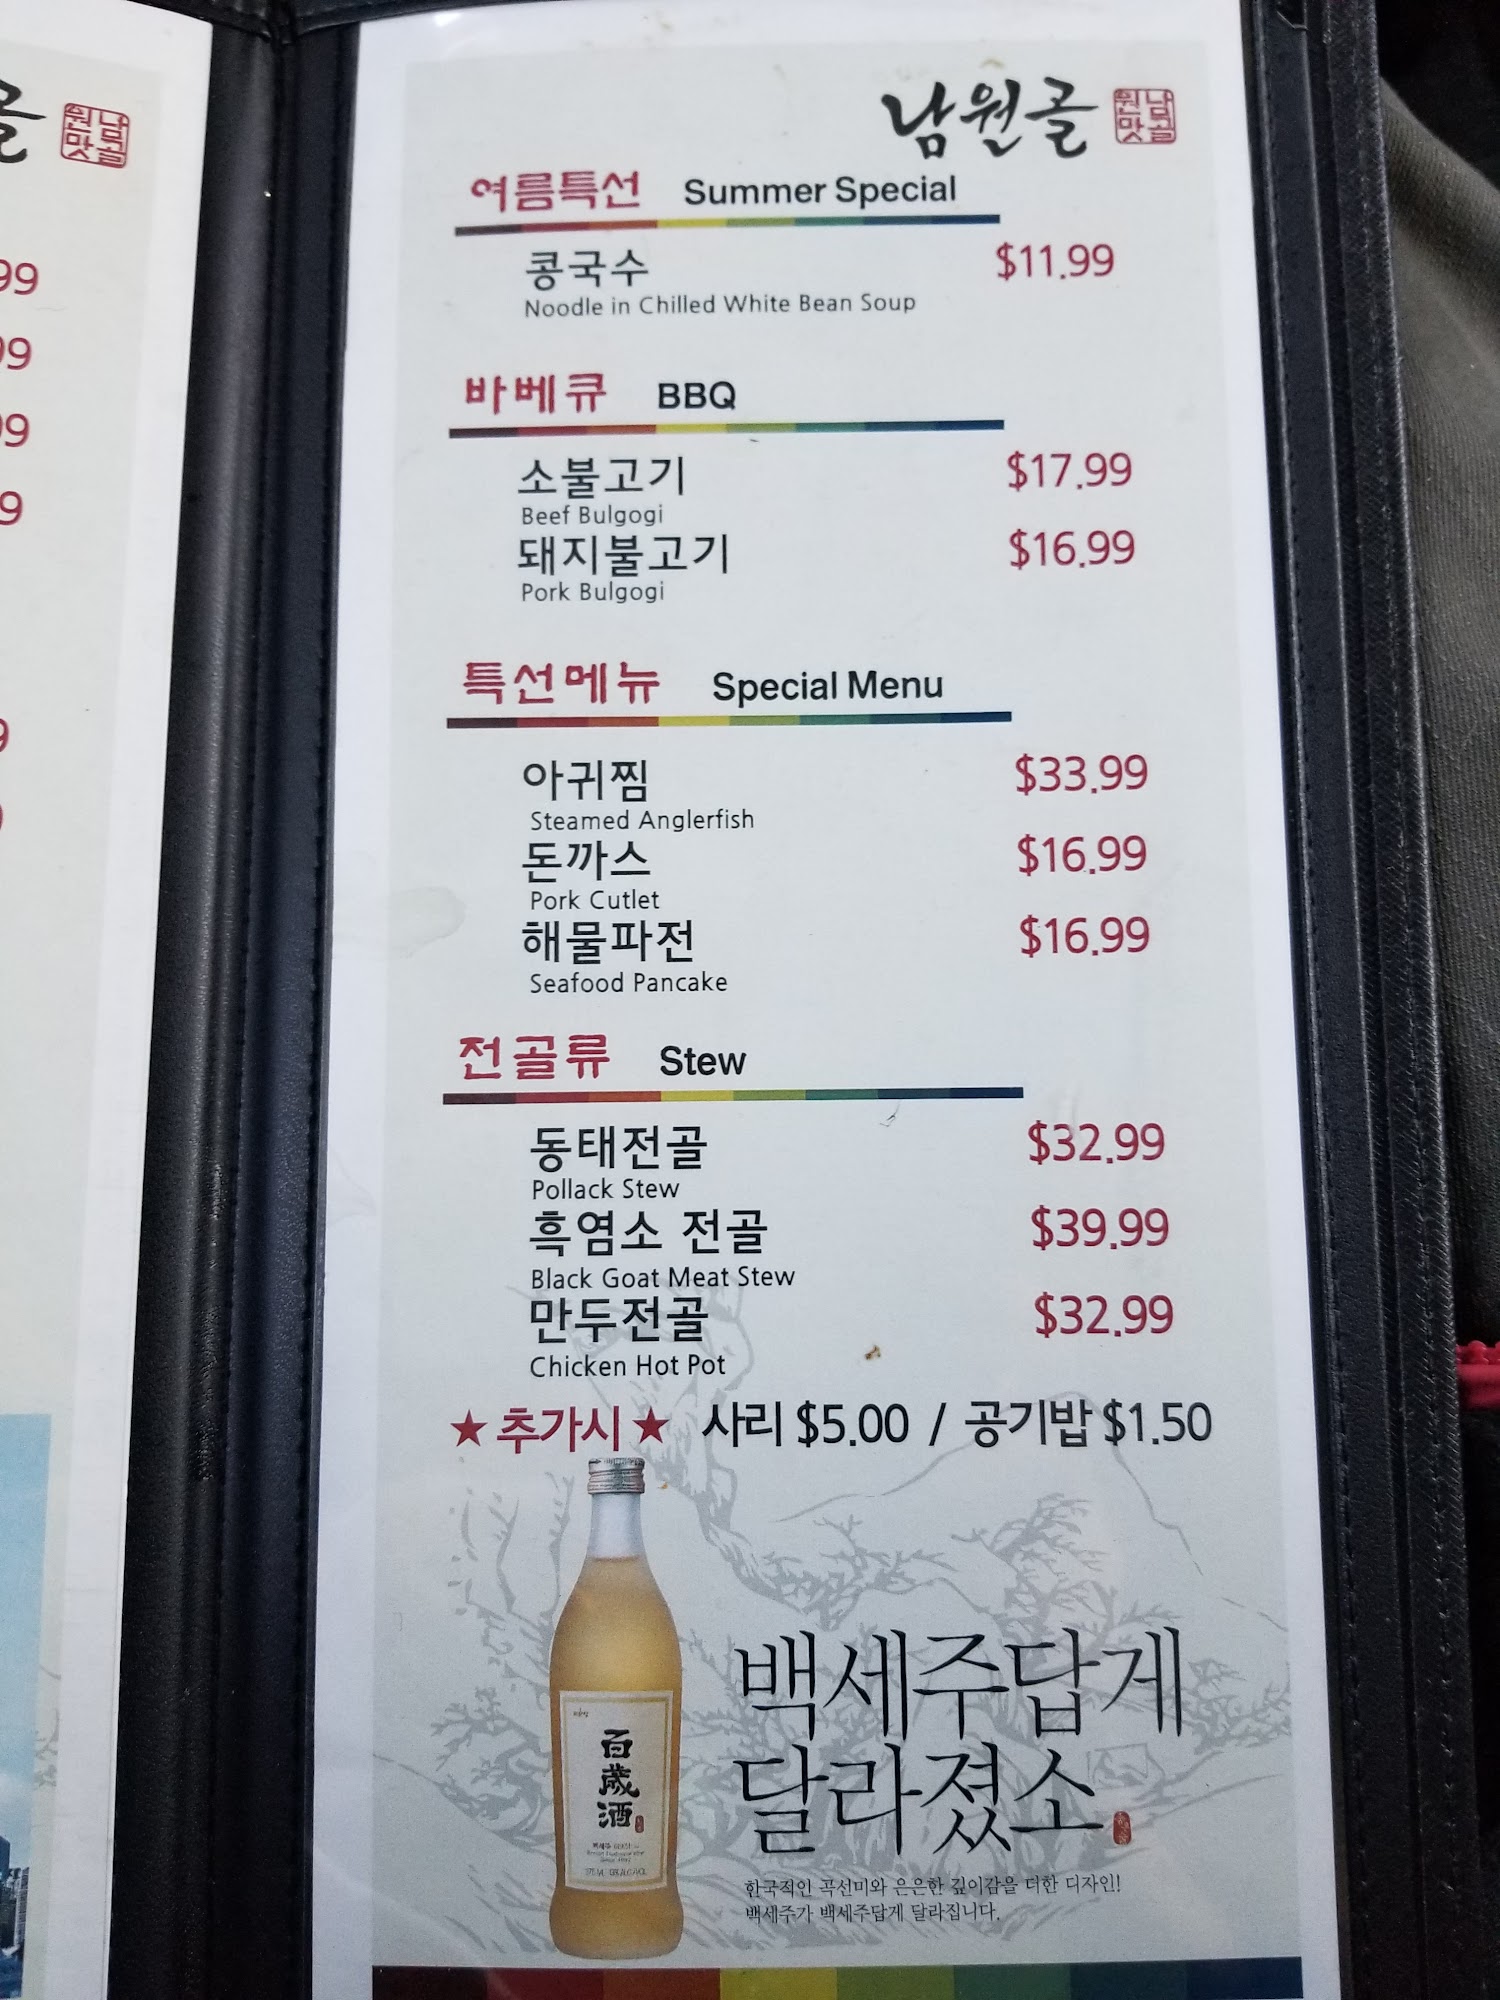 골
남원골
원남
맛골
여름특선 Summer Special
콩국수 $11.99
Noodle in Chilled White Bean Soup
바베큐 BBQ
소불고기 $17.99
Beef Bulgogi
돼지불고기 $16.99
Pork Bulgogi
특선메뉴 Special Menu
아귀찜 $33.99
Steamed Anglerfish
돈까스 $16.99
Pork Cutlet
해물파전 $16.99
Seafood Pancake
전골류 Stew
동태전골 $32.99
Pollack Stew
흑염소 전골 $39.99
Black Goat Meat Stew
만두전골 $32.99
Chicken Hot Pot
★추가시★ 사리 $5.00 / 공기밥 $1.50
百歲酒
백세주답게
달라졌소
한국적인 곡선미와 은은한 깊이감을 더한 디자인!
백세주가 백세주답게 달라집니다.